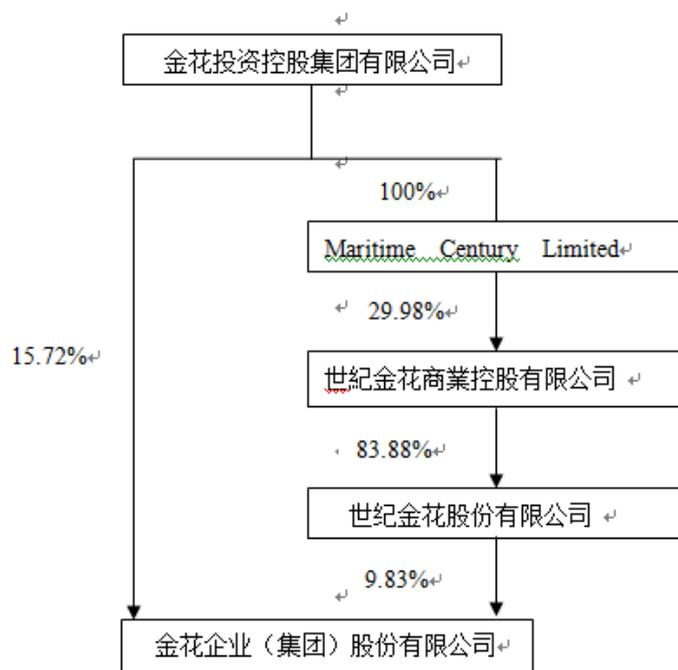 金花投资控股集团有限公司
100%
Maritime Century Limited
29.98%
15.72%
世紀金花商業控股有限公司
83.88%
世纪金花股份有限公司
9.83%
金花企业（集团）股份有限公司